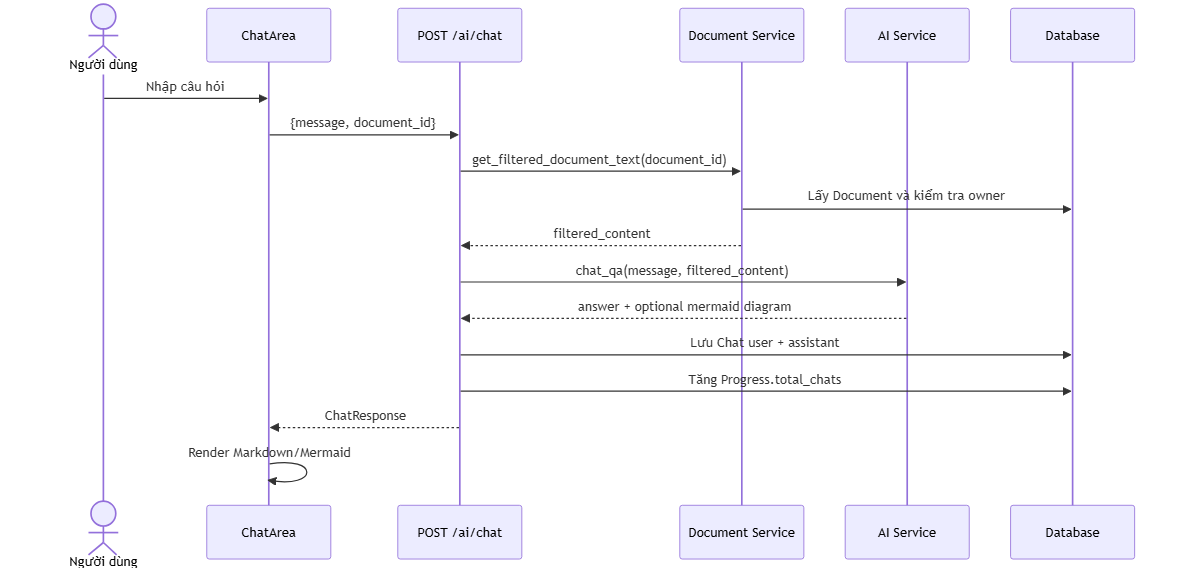 Người dùng
ChatArea
POST /ai/chat
Document Service
AI Service
Database
Nhập câu hỏi
{message, document_id}
get_filtered_document_text(document_id)
Lấy Document và kiểm tra owner
filtered_content
chat_qa(message, filtered_content)
answer + optional mermaid diagram
Lưu Chat user + assistant
Tăng Progress.total_chats
ChatResponse
Render Markdown/Mermaid
Người dùng
ChatArea
POST /ai/chat
Document Service
AI Service
Database